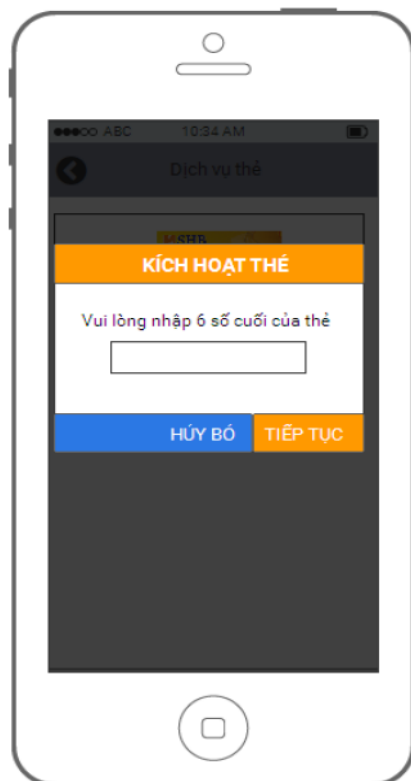 ABC 10:34 AM
Dịch vụ thẻ
SHB
KÍCH HOẠT THẺ
Vui lòng nhập 6 số cuối của thẻ
HỦY BỎ TIẾP TỤC